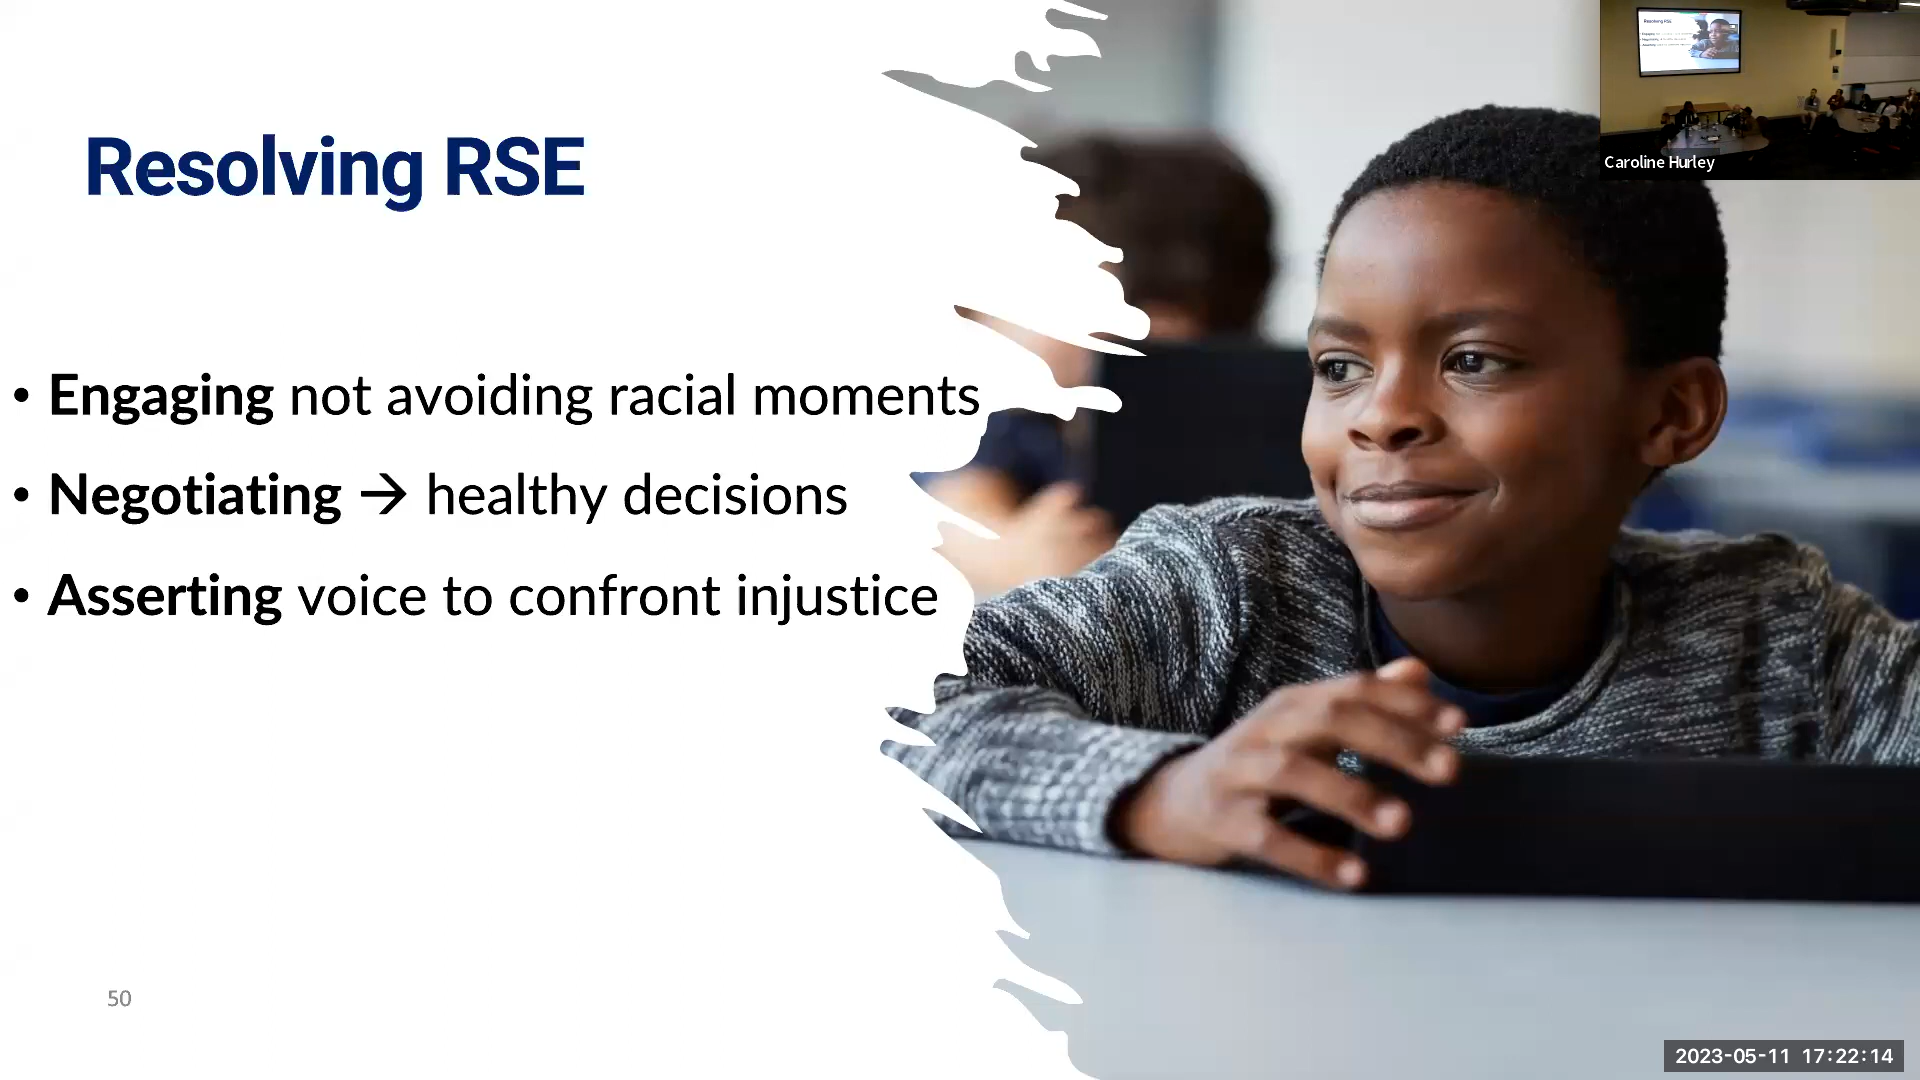 Resolving RSE
Caroline Hurley
• Engaging not avoiding racial moments
• Negotiating → healthy decisions
• Asserting voice to confront injustice
50
2023-05-11 17:22:14